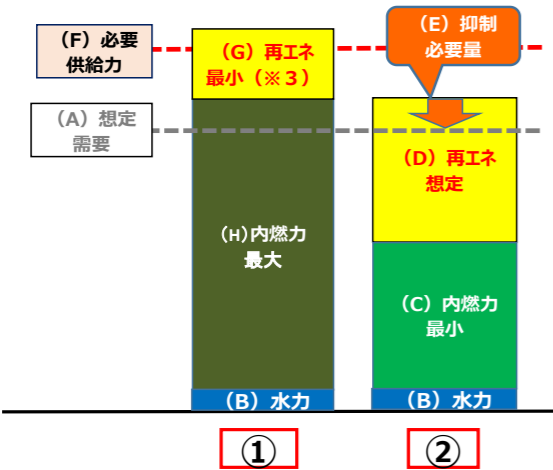 （F）必要
供給力
（A）想定
需要
（G）再エネ
最小（※３）
（H)内燃力
最大
（B）水力
①
（E）抑制
必要量
（D）再エネ
想定
（C）内燃力
最小
（B）水力
②